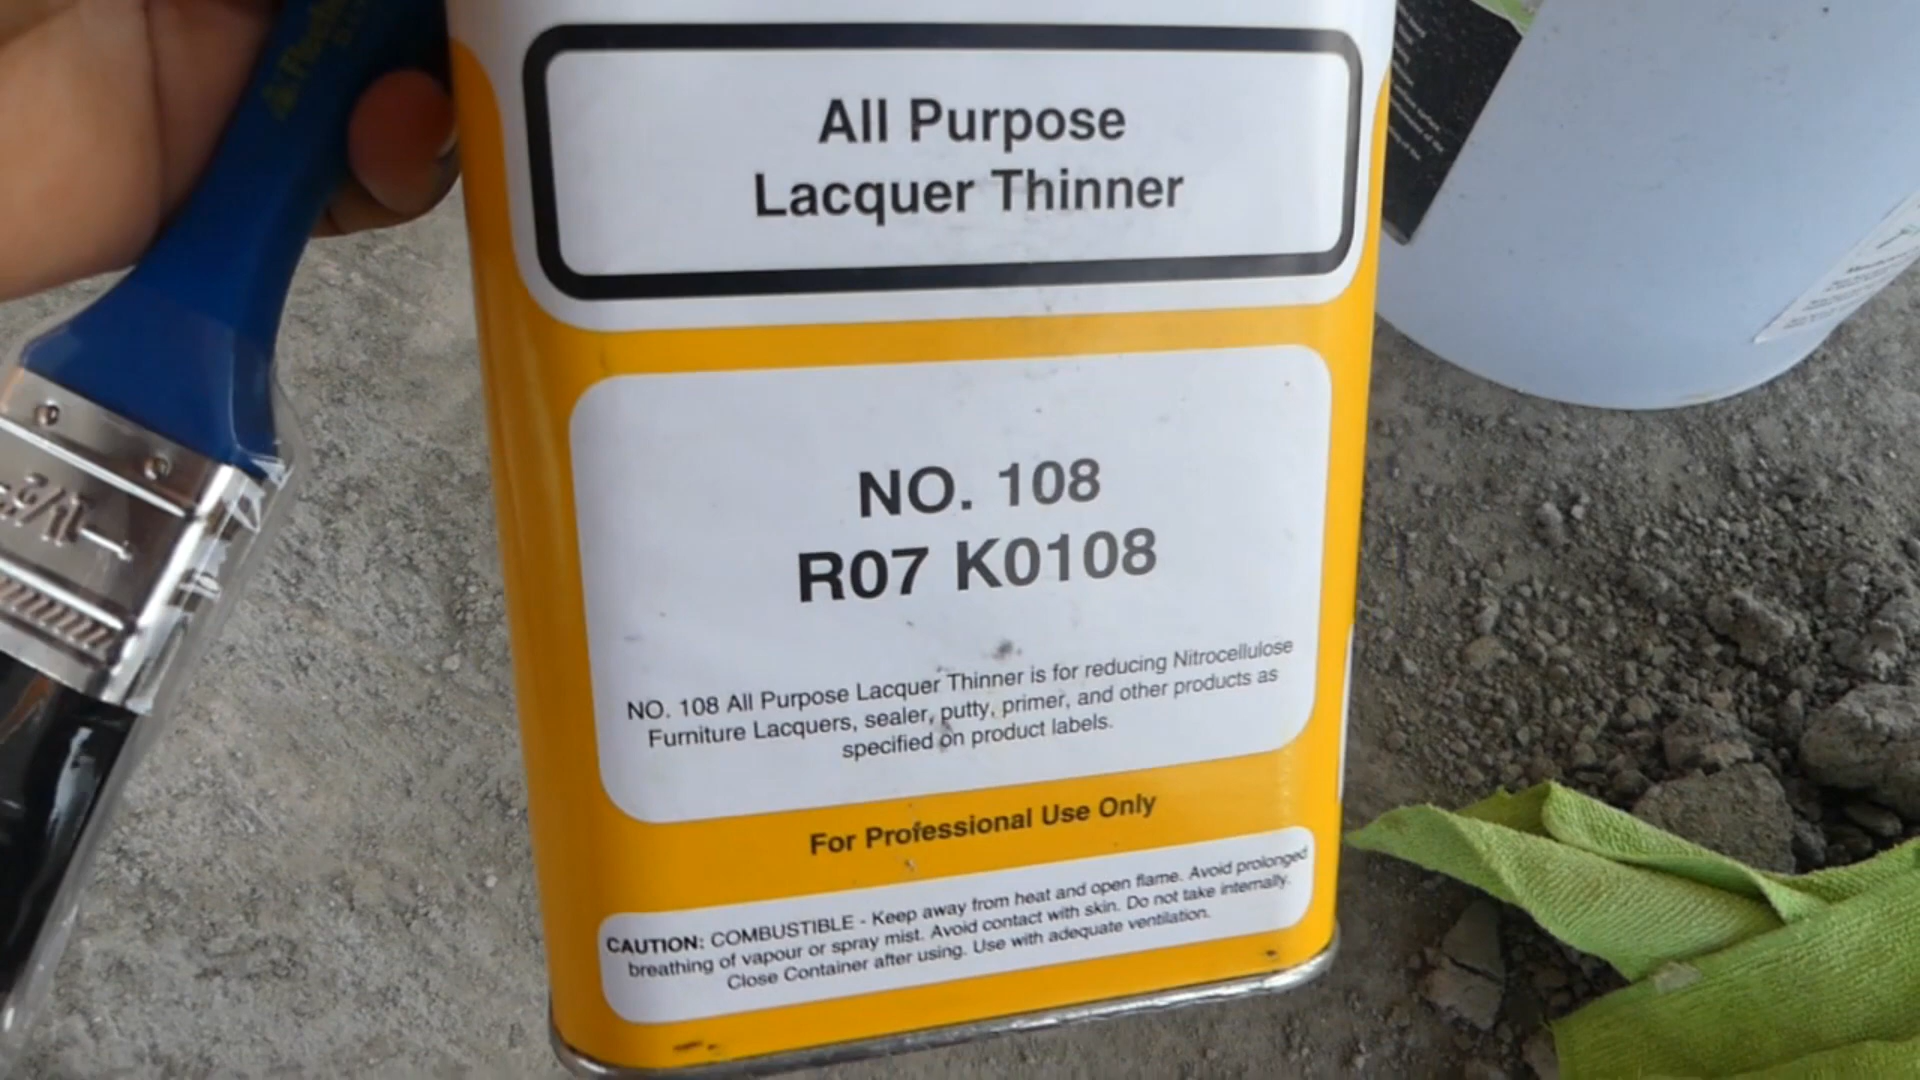 All Purpose
Lacquer Thinner
NO. 108
R07 K0108
NO. 108 All Purpose Lacquer Thinner is for reducing Nitrocellulose
Furniture Lacquers, sealer, putty, primer, and other products as
specified on product labels.
For Professional Use Only
CAUTION: COMBUSTIBLE - Keep away from heat and open flame. Avoid prolonged
breathing of vapour or spray mist. Avoid contact with skin. Do not take internally.
Close Container after using. Use with adequate ventilation.